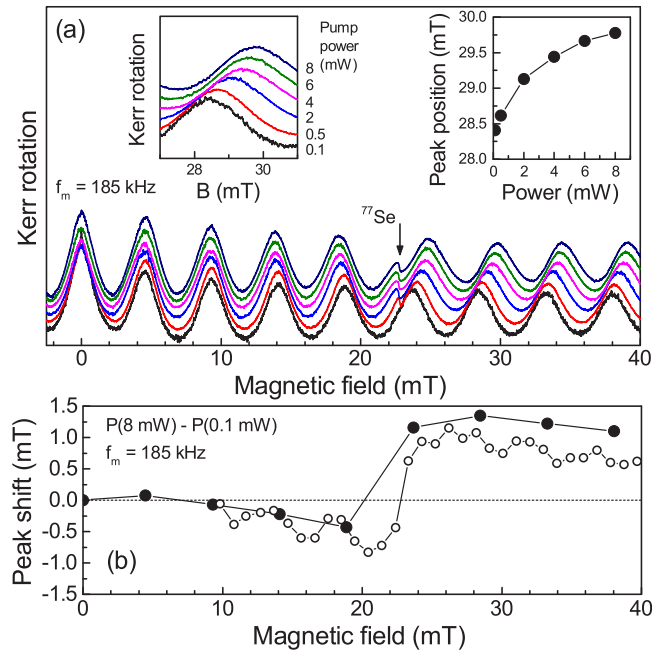 (a)
Kerr rotation
Kerr rotation
28
30
B (mT)
Pump
power
(mW)
8
6
4
2
0.5
0.1
Peak position (mT)
30.0
29.5
29.0
28.5
28.0
0
2
4
6
8
Power (mW)
f_m = 185 kHz
⁷⁷Se
0
10
20
30
40
Magnetic field (mT)
Peak shift (mT)
1.5
1.0
0.5
0.0
-0.5
-1.0
-1.5
P(8 mW) - P(0.1 mW)
f_m = 185 kHz
(b)
0
10
20
30
40
Magnetic field (mT)